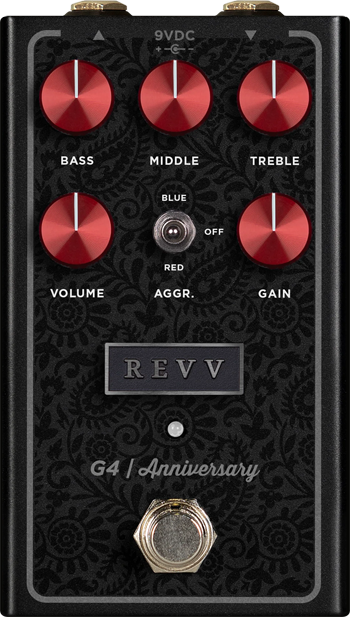 9VDC
BASS MIDDLE TREBLE
BLUE
OFF
RED
VOLUME AGGR. GAIN
REVV
G4 | Anniversary